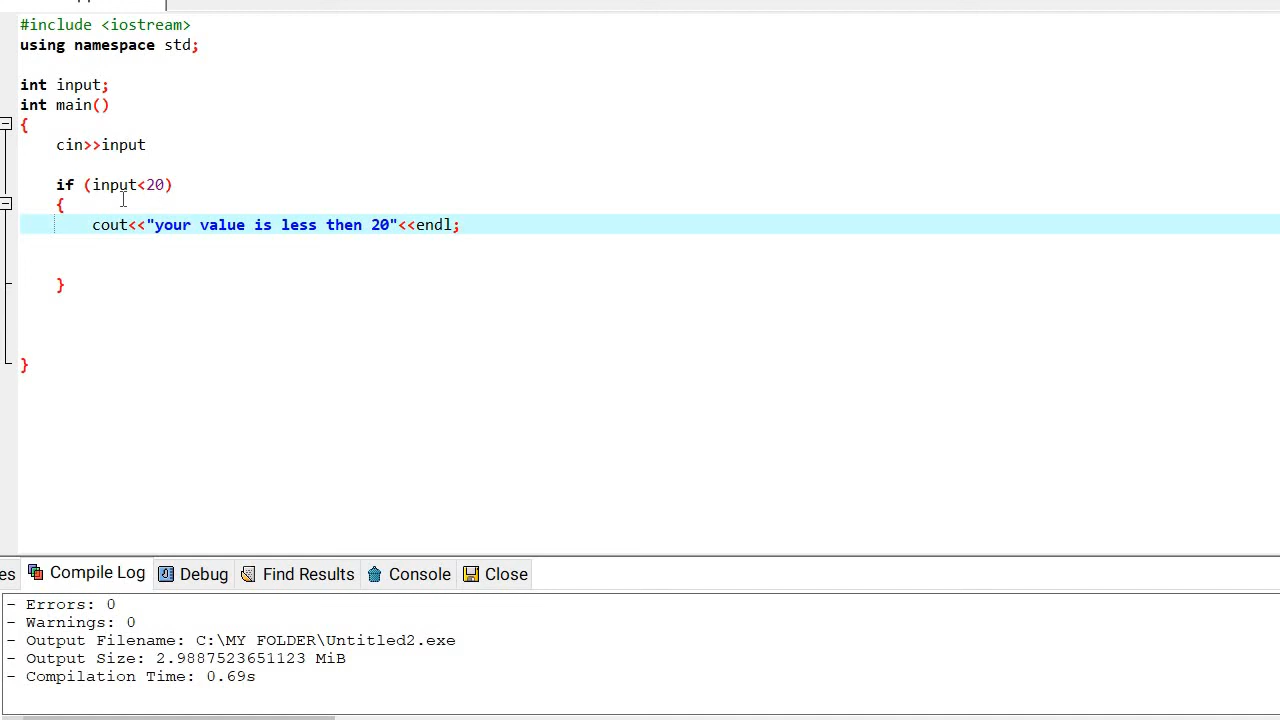 #include <iostream>
using namespace std;
int input;
int main()
{
cin>>input
if (input<20)
{
cout<<"your value is less then 20"<<endl;
}
}
es Compile Log Debug Find Results Console Close
- Errors: 0
- Warnings: 0
- Output Filename: C:\MY FOLDER\Untitled2.exe
- Output Size: 2.9887523651123 MiB
- Compilation Time: 0.69s